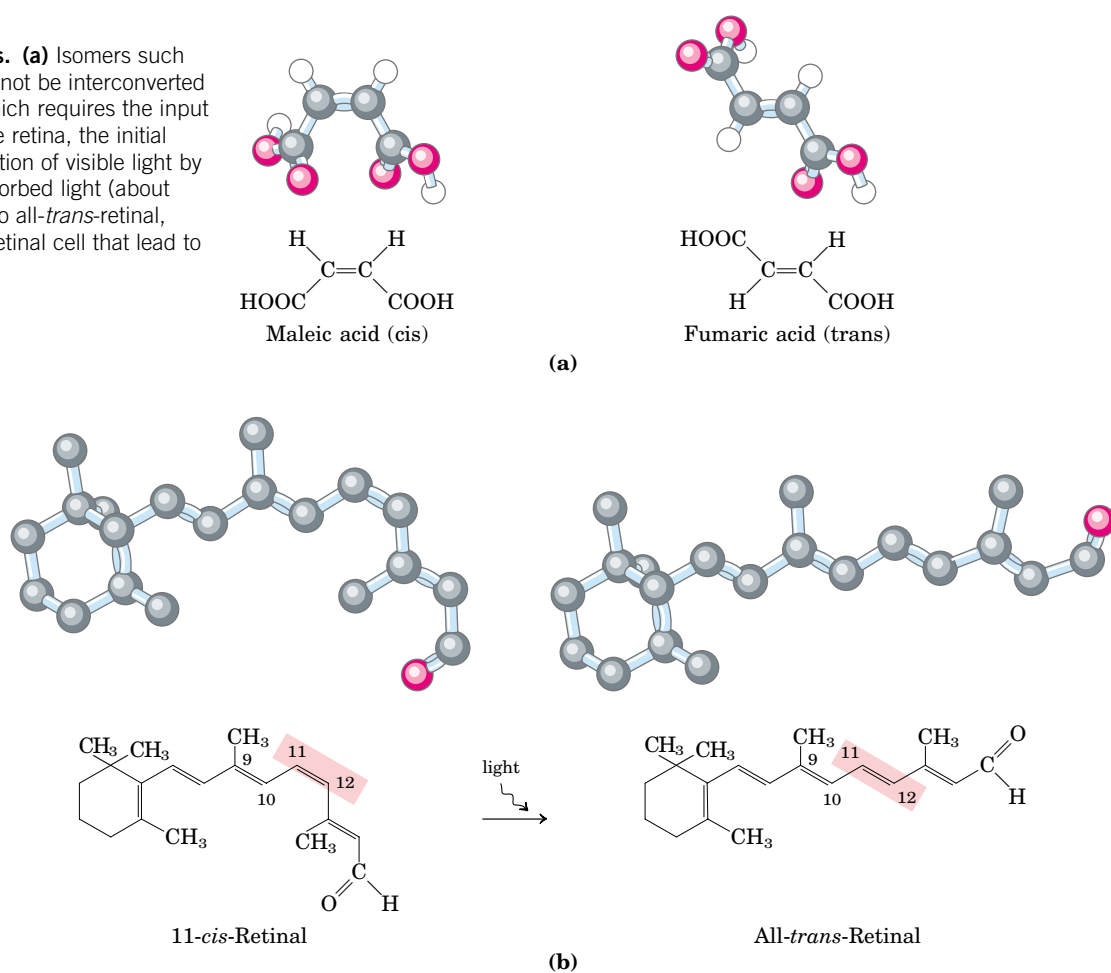 s. (a) Isomers such
not be interconverted
ich requires the input
e retina, the initial
tion of visible light by
orbed light (about
o all-trans-retinal,
etinal cell that lead to
H H
C=C
HOOC COOH
Maleic acid (cis)
HOOC H
C=C
H COOH
Fumaric acid (trans)
(a)
CH₃ CH₃ CH₃ 9 11 12
10
CH₃ CH₃
C
O H
11-cis-Retinal
light
CH₃ CH₃ CH₃ 9 11 CH₃ O
C
10 12 H
CH₃
All-trans-Retinal
(b)